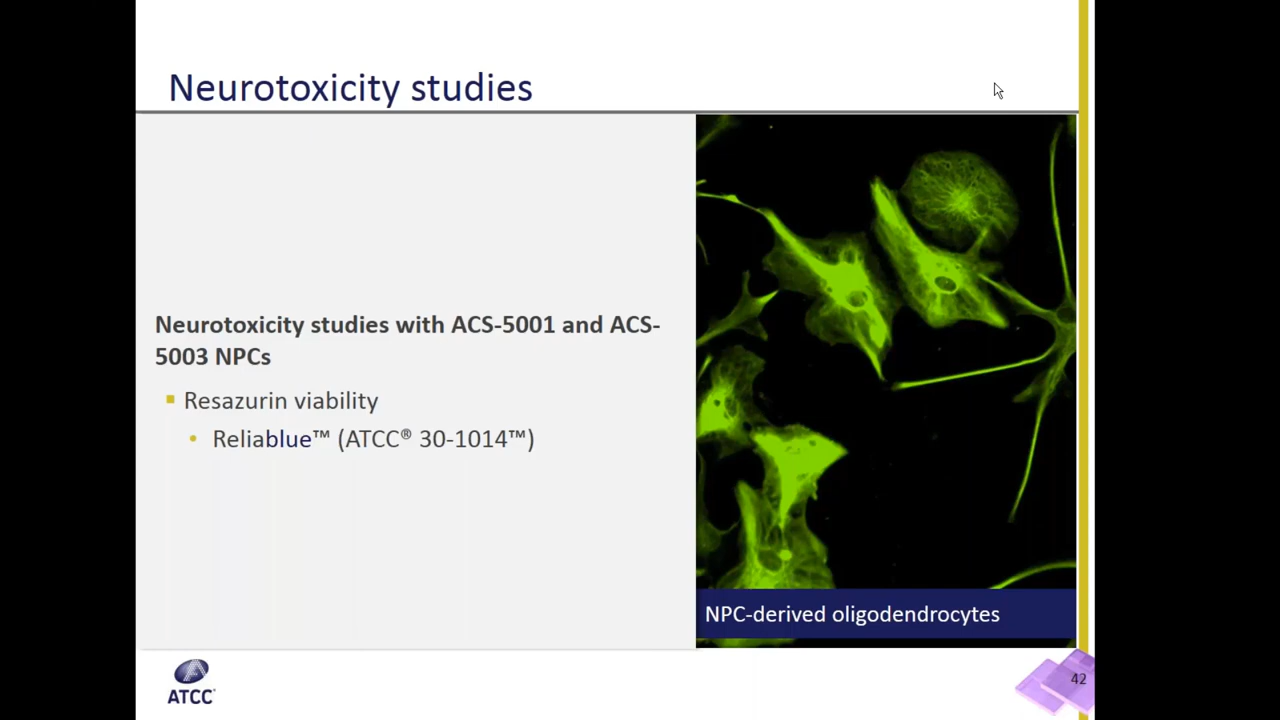 Neurotoxicity studies
Neurotoxicity studies with ACS-5001 and ACS-
5003 NPCs
Resazurin viability
Reliablue™ (ATCC® 30-1014™)
NPC-derived oligodendrocytes
ATCC
42